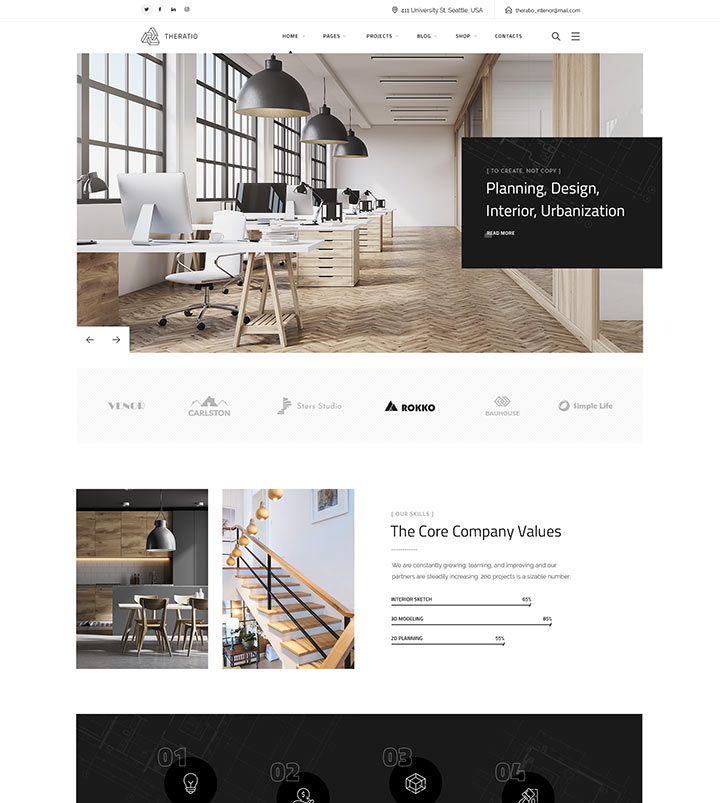 411 University St. Seattle, USA
theratio_interior@mail.com
THERATIO
HOME PAGES PROJECTS BLOG SHOP CONTACTS
[ TO CREATE, NOT COPY ]
Planning, Design,
Interior, Urbanization
READ MORE
VENOR
CARLSTON
Sters Studio
ROKKO
BAUHOUSE
Simple Life
[ OUR SKILLS ]
The Core Company Values
We are constantly growing, learning, and improving and our
partners are steadily increasing. 200 projects is a sizable number.
INTERIOR SKETCH 65%
3D MODELING 85%
2D PLANNING 55%
01
02
03
04